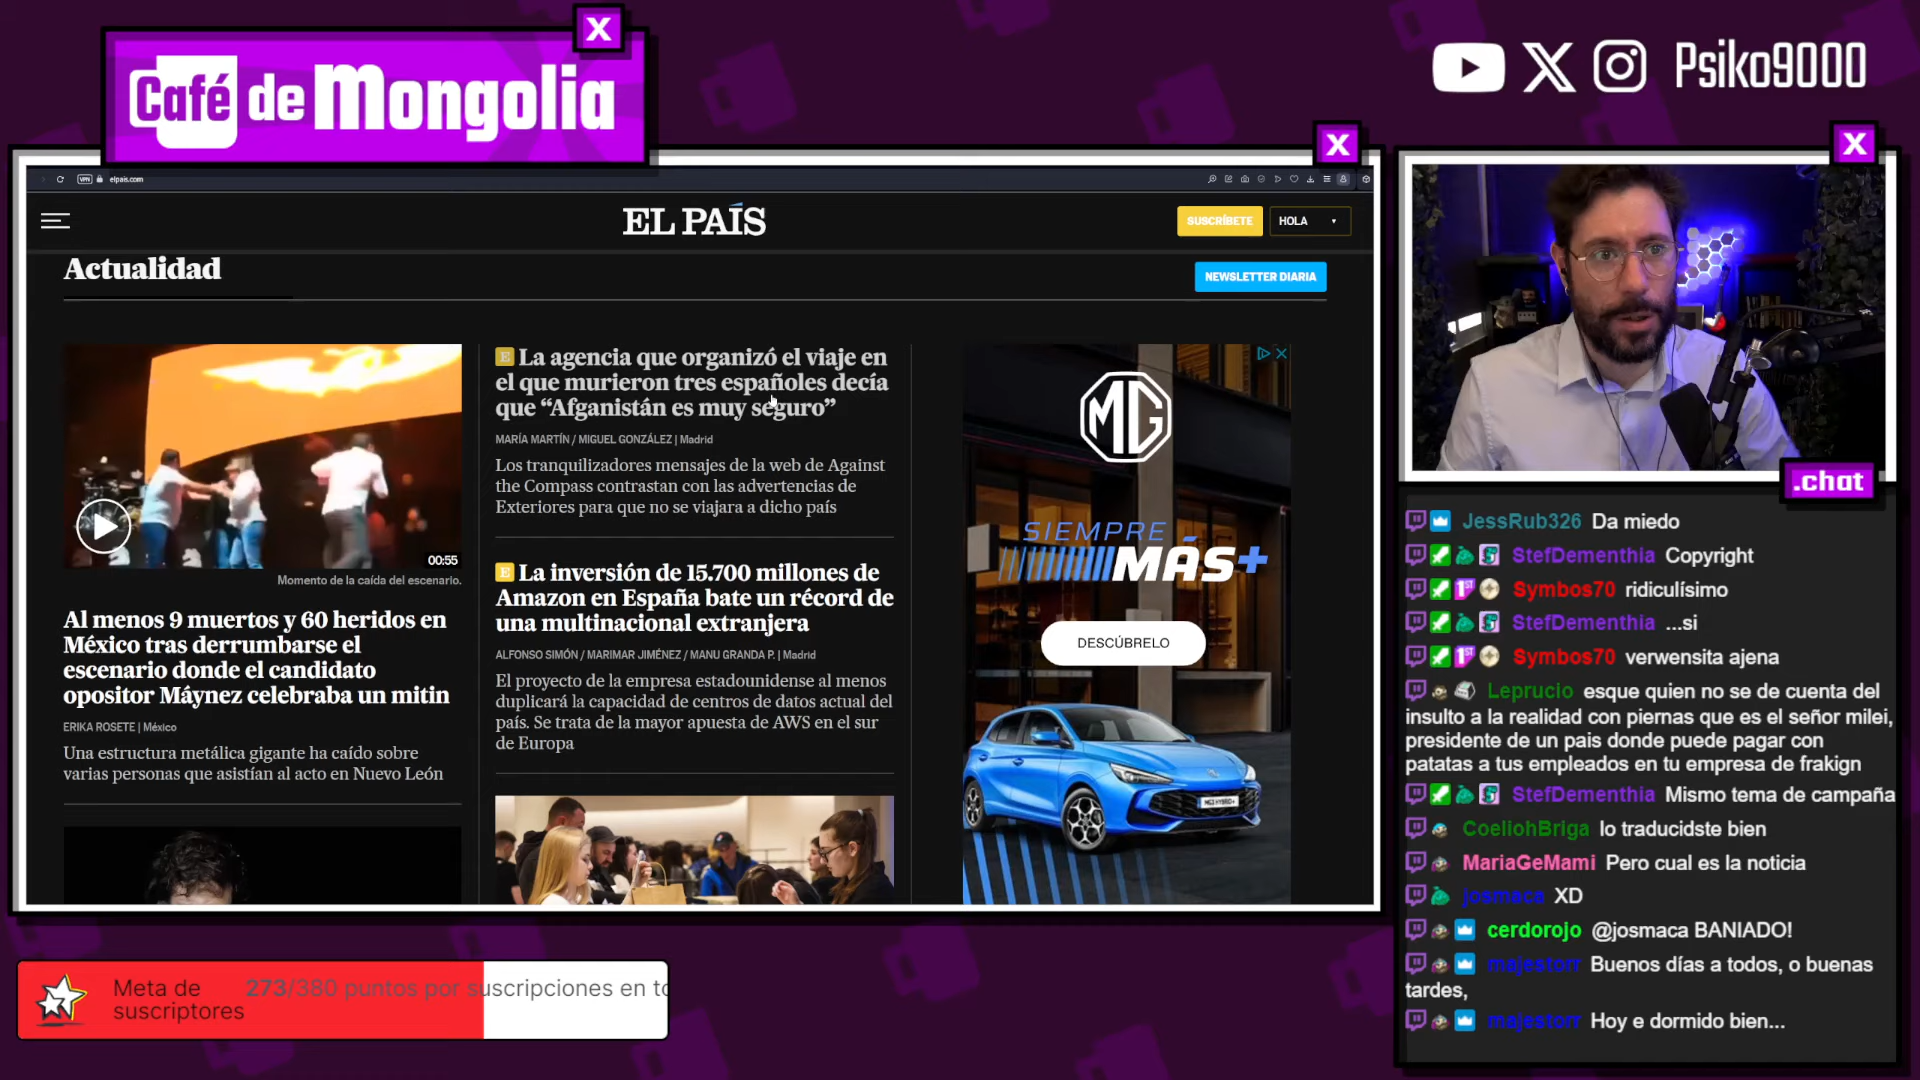 X
Café de Mongolia
Psiko9000
X
X
VPN
elpais.com
EL PAÍS
SUSCRÍBETE
HOLA
Actualidad
NEWSLETTER DIARIA
00:55
Momento de la caída del escenario.
Al menos 9 muertos y 60 heridos en
México tras derrumbarse el
escenario donde el candidato
opositor Máynez celebraba un mitin
ERIKA ROSETE | México
Una estructura metálica gigante ha caído sobre
varias personas que asistían al acto en Nuevo León
E La agencia que organizó el viaje en
el que murieron tres españoles decía
que “Afganistán es muy seguro”
MARÍA MARTÍN / MIGUEL GONZÁLEZ | Madrid
Los tranquilizadores mensajes de la web de Against
the Compass contrastan con las advertencias de
Exteriores para que no se viajara a dicho país
E La inversión de 15.700 millones de
Amazon en España bate un récord de
una multinacional extranjera
ALFONSO SIMÓN / MARIMAR JIMÉNEZ / MANU GRANDA P. | Madrid
El proyecto de la empresa estadounidense al menos
duplicará la capacidad de centros de datos actual del
país. Se trata de la mayor apuesta de AWS en el sur
de Europa
MG
SIEMPRE
MÁS+
DESCÚBRELO
MG3 HYBRID+
.chat
JessRub326 Da miedo
StefDementhia Copyright
Symbos70 ridiculísimo
StefDementhia ...si
Symbos70 verwensita ajena
Leprucio esque quien no se de cuenta del
insulto a la realidad con piernas que es el señor milei,
presidente de un pais donde puede pagar con
patatas a tus empleados en tu empresa de frakign
StefDementhia Mismo tema de campaña
CoeliohBriga lo traducidste bien
MariaGeMami Pero cual es la noticia
josmaca XD
cerdorojo @josmaca BANIADO!
majestorr Buenos días a todos, o buenas
tardes,
majestorr Hoy e dormido bien...
Meta de
suscriptores
273/380 puntos por suscripciones en to